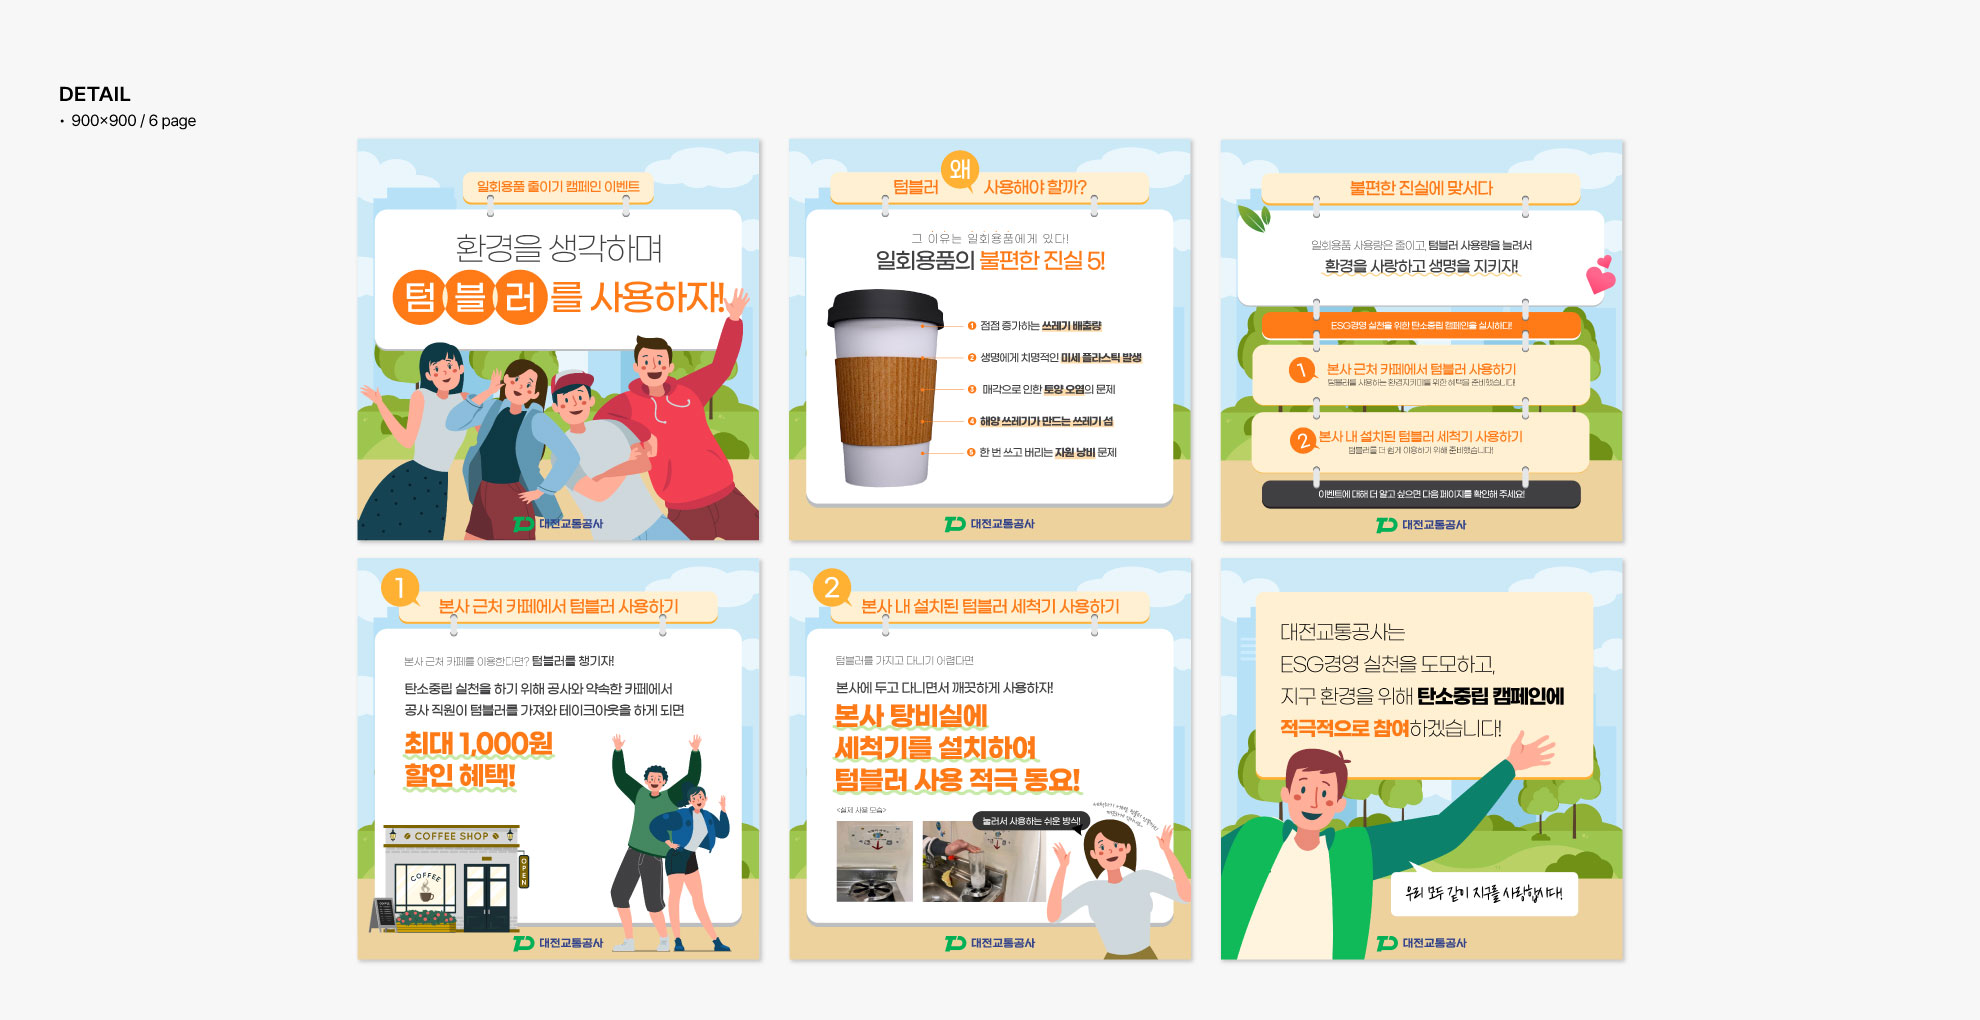 DETAIL
• 900×900 / 6 page
일회용품 줄이기 캠페인 이벤트
환경을 생각하며
텀블러를 사용하자!
대전교통공사
텀블러 왜 사용해야 할까?
그 이유는 일회용품에게 있다!
일회용품의 불편한 진실 5!
1 점점 증가하는 쓰레기 배출량
2 생명에게 치명적인 미세 플라스틱 발생
3 매각으로 인한 토양 오염의 문제
4 해양 쓰레기가 만드는 쓰레기 섬
5 한 번 쓰고 버리는 자원 낭비 문제
대전교통공사
불편한 진실에 맞서다
일회용품 사용량은 줄이고, 텀블러 사용량을 늘려서
환경을 사랑하고 생명을 지키자!
ESG경영 실천을 위한 탄소중립 캠페인을 실시하다!
1 본사 근처 카페에서 텀블러 사용하기
텀블러를 사용하는 환경지키미를 위한 혜택을 준비했습니다!
2 본사 내 설치된 텀블러 세척기 사용하기
텀블러를 더 쉽게 이용하기 위해 준비했습니다!
이벤트에 대해 더 알고 싶으면 다음 페이지를 확인해 주세요!
대전교통공사
1 본사 근처 카페에서 텀블러 사용하기
본사 근처 카페를 이용한다면? 텀블러를 챙기자!
탄소중립 실천을 하기 위해 공사와 약속한 카페에서
공사 직원이 텀블러를 가져와 테이크아웃을 하게 되면
최대 1,000원
할인 혜택!
COFFEE SHOP
COFFEE
OPEN
대전교통공사
2 본사 내 설치된 텀블러 세척기 사용하기
텀블러를 가지고 다니기 어렵다면
본사에 두고 다니면서 깨끗하게 사용하자!
본사 탕비실에
세척기를 설치하여
텀블러 사용 적극 동요!
<실제 사용 모습>
눌러서 사용하는 쉬운 방식!
대전교통공사
대전교통공사는
ESG경영 실천을 도모하고,
지구 환경을 위해 탄소중립 캠페인에
적극적으로 참여하겠습니다!
우리 모두 같이 지구를 사랑합시다!
대전교통공사